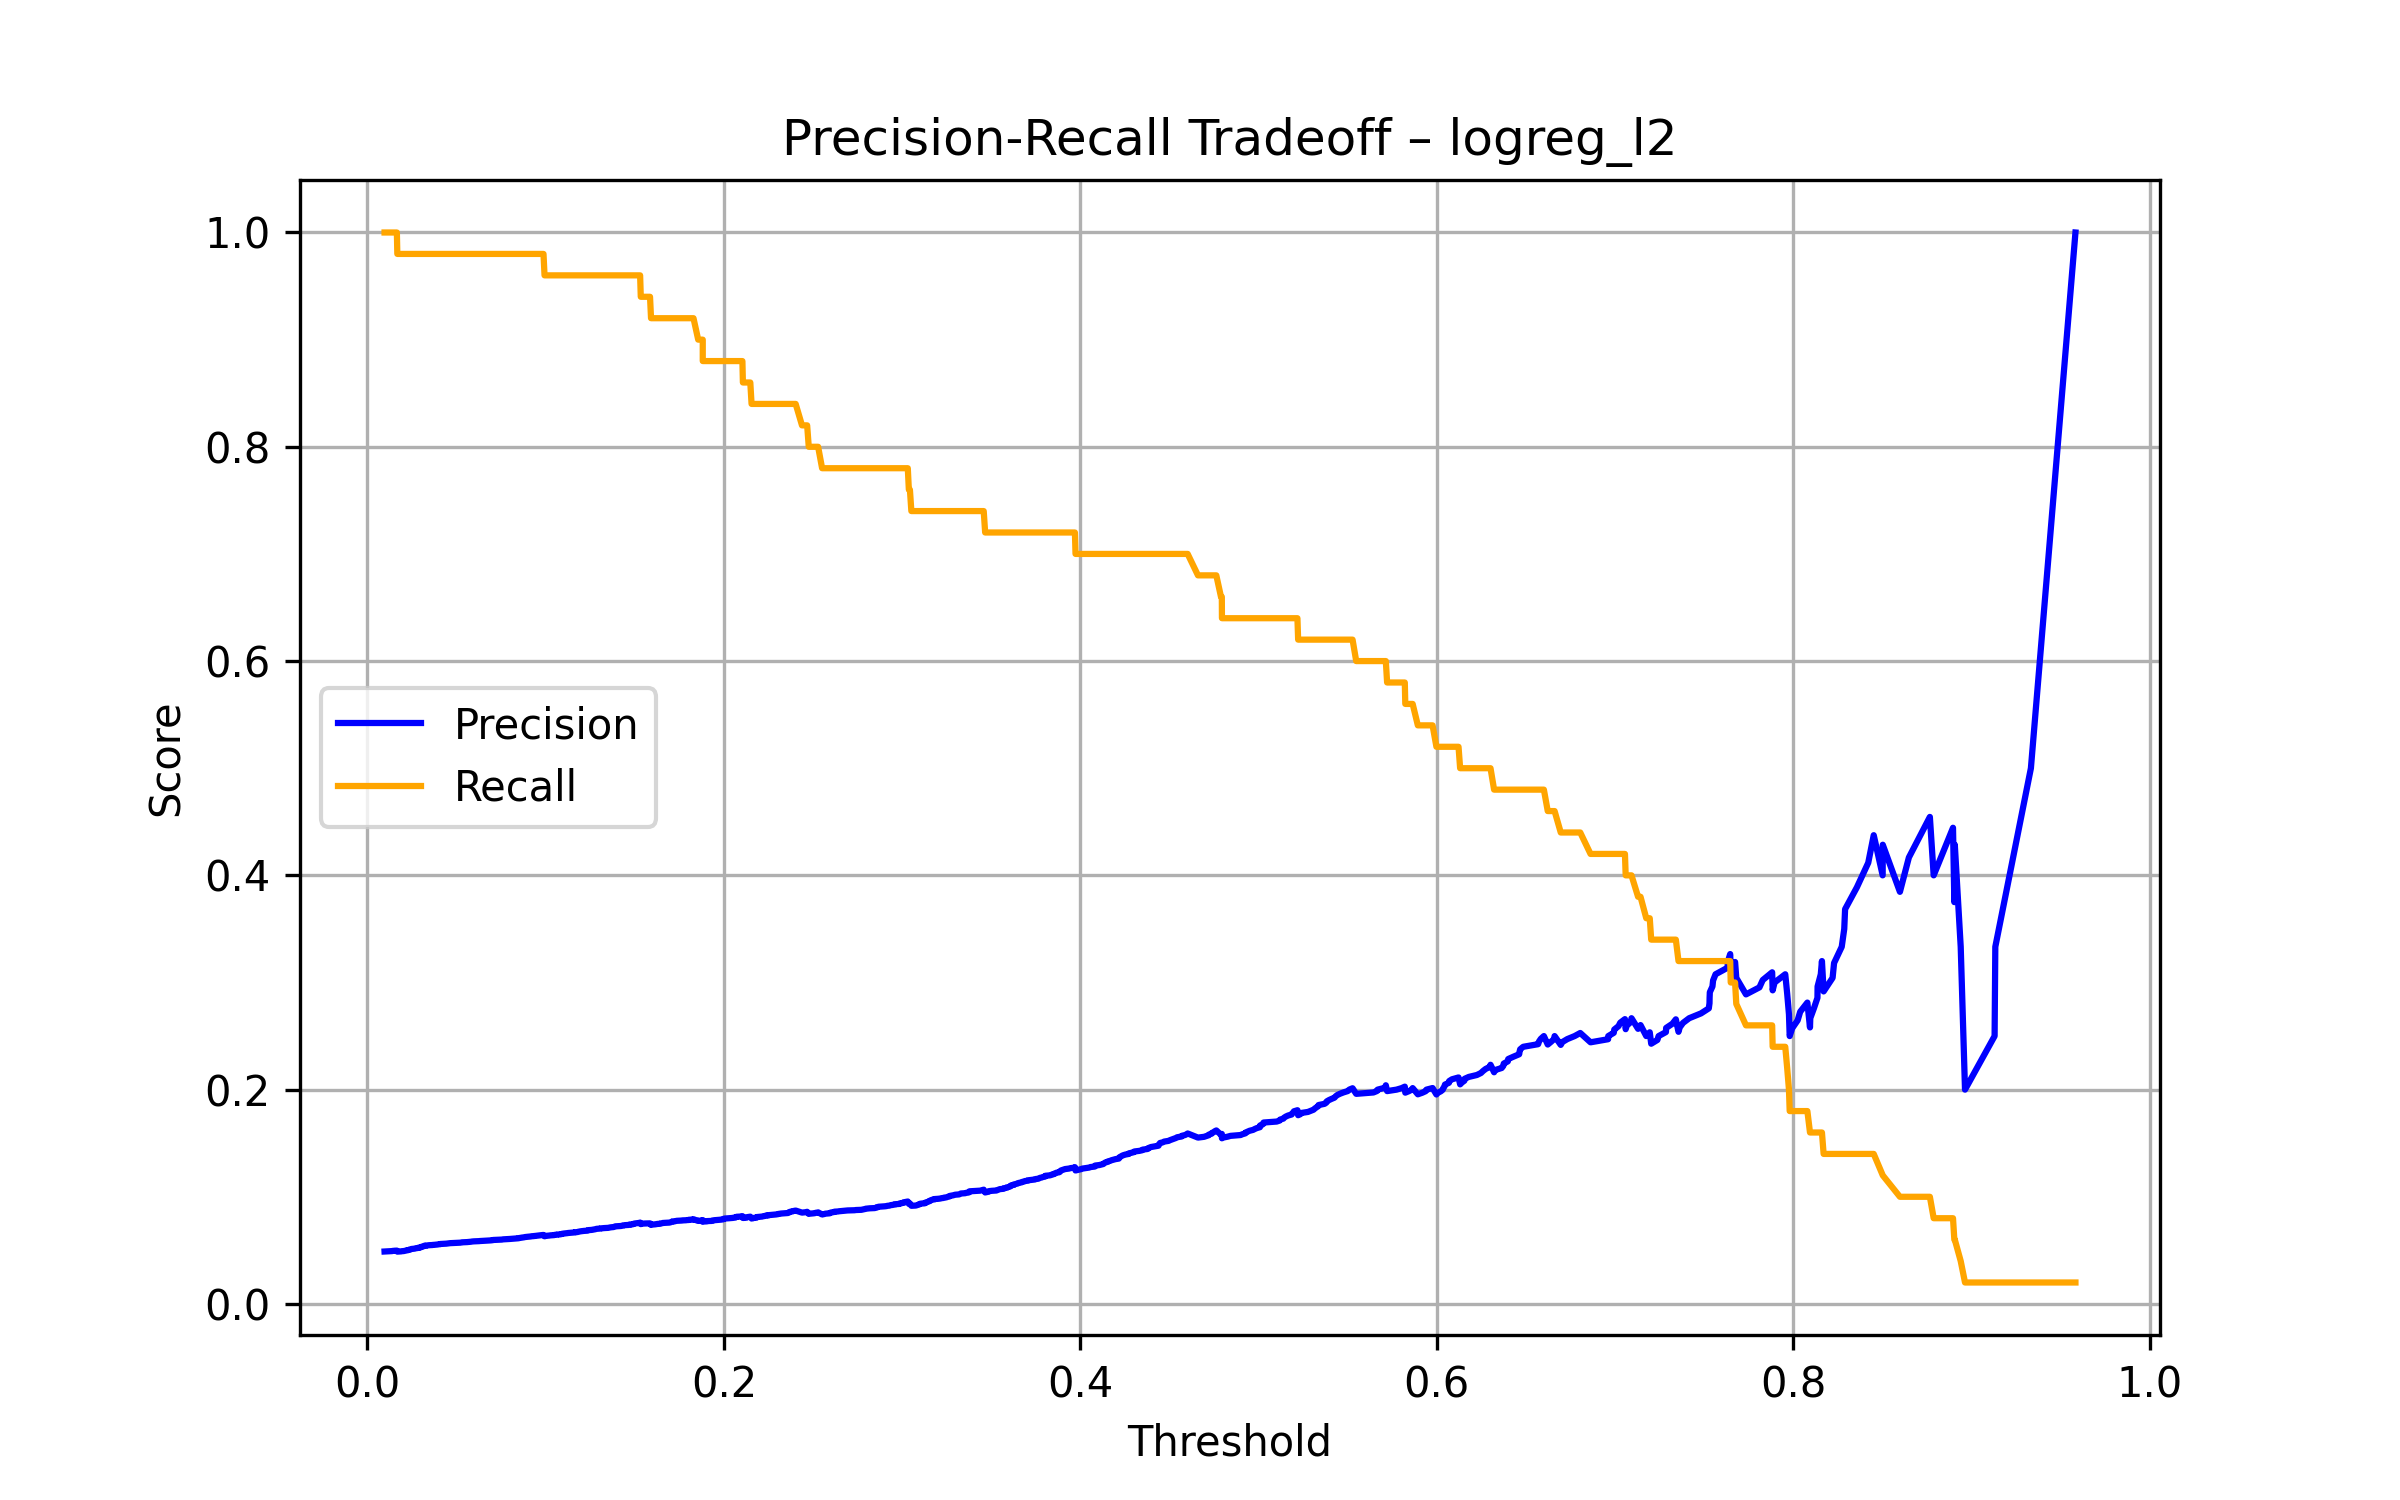 Precision-Recall Tradeoff – logreg_l2
1.0
0.8
0.6
0.4
0.2
0.0
Score
Precision
Recall
0.0 0.2 0.4 0.6 0.8 1.0
Threshold